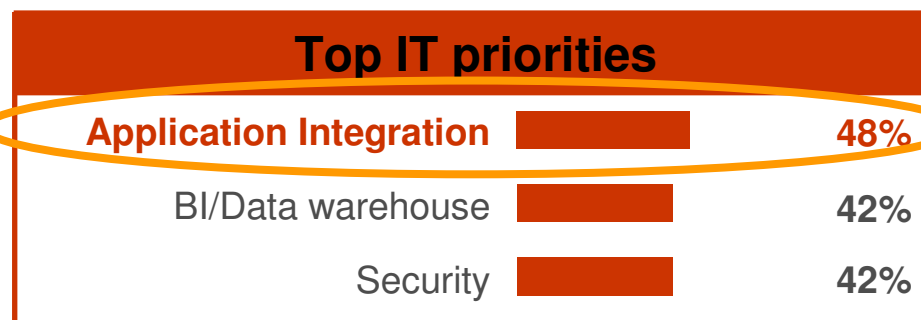 Top IT priorities
Application Integration 48%
BI/Data warehouse 42%
Security 42%